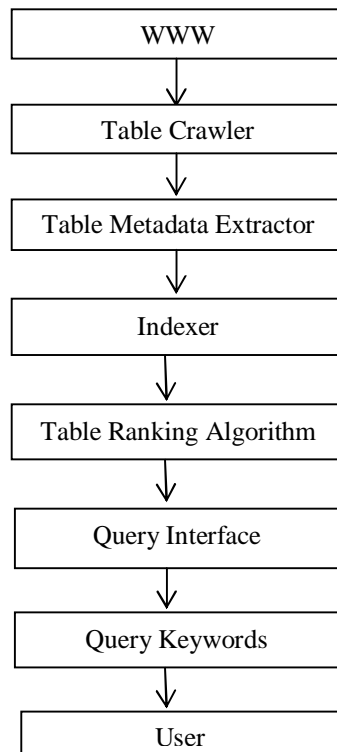 WWW
Table Crawler
Table Metadata Extractor
Indexer
Table Ranking Algorithm
Query Interface
Query Keywords
User